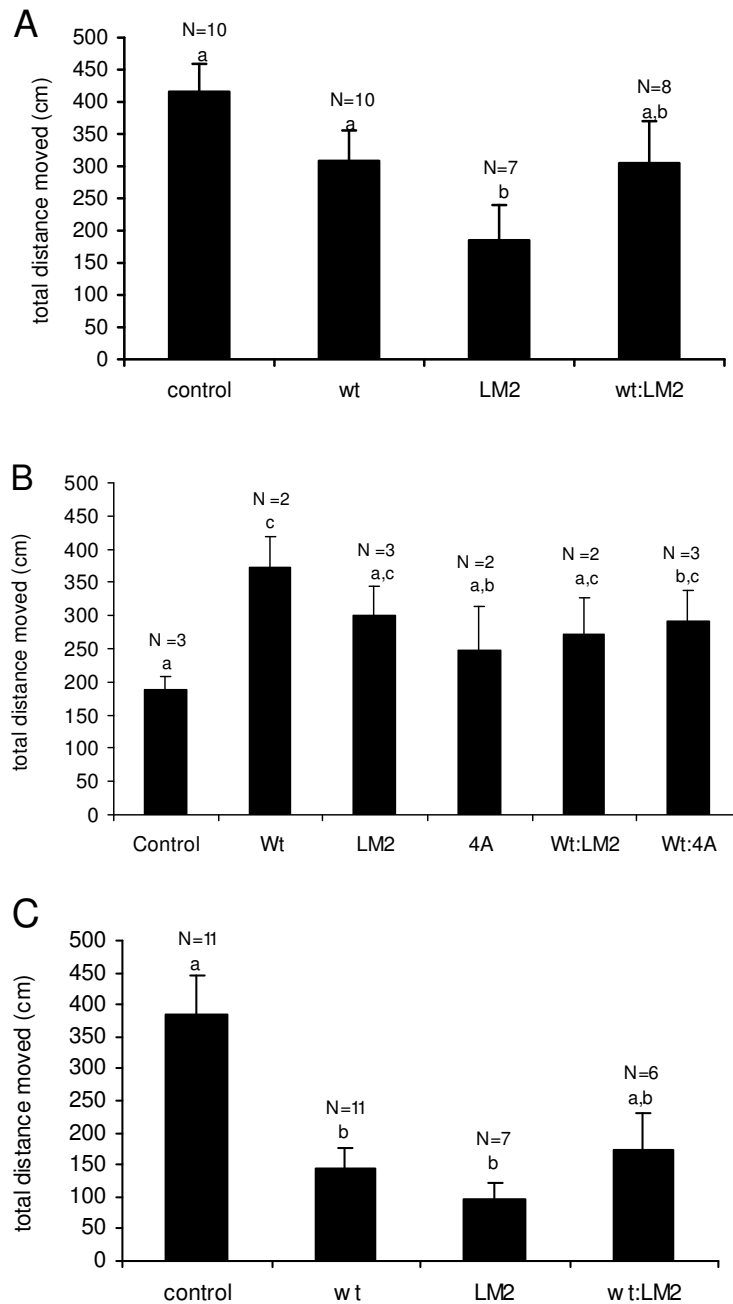 A
total distance moved (cm)
500
450
400
350
300
250
200
150
100
50
0
N=10
a
N=10
a
N=7
b
N=8
a,b
control
wt
LM2
wt:LM2
B
total distance moved (cm)
500
450
400
350
300
250
200
150
100
50
0
N =3
a
N =2
c
N =3
a,c
N =2
a,b
N =2
a,c
N =3
b,c
Control
Wt
LM2
4A
Wt:LM2
Wt:4A
C
total distance moved (cm)
500
450
400
350
300
250
200
150
100
50
0
N=11
a
N=11
b
N=7
b
N=6
a,b
control
wt
LM2
wt:LM2